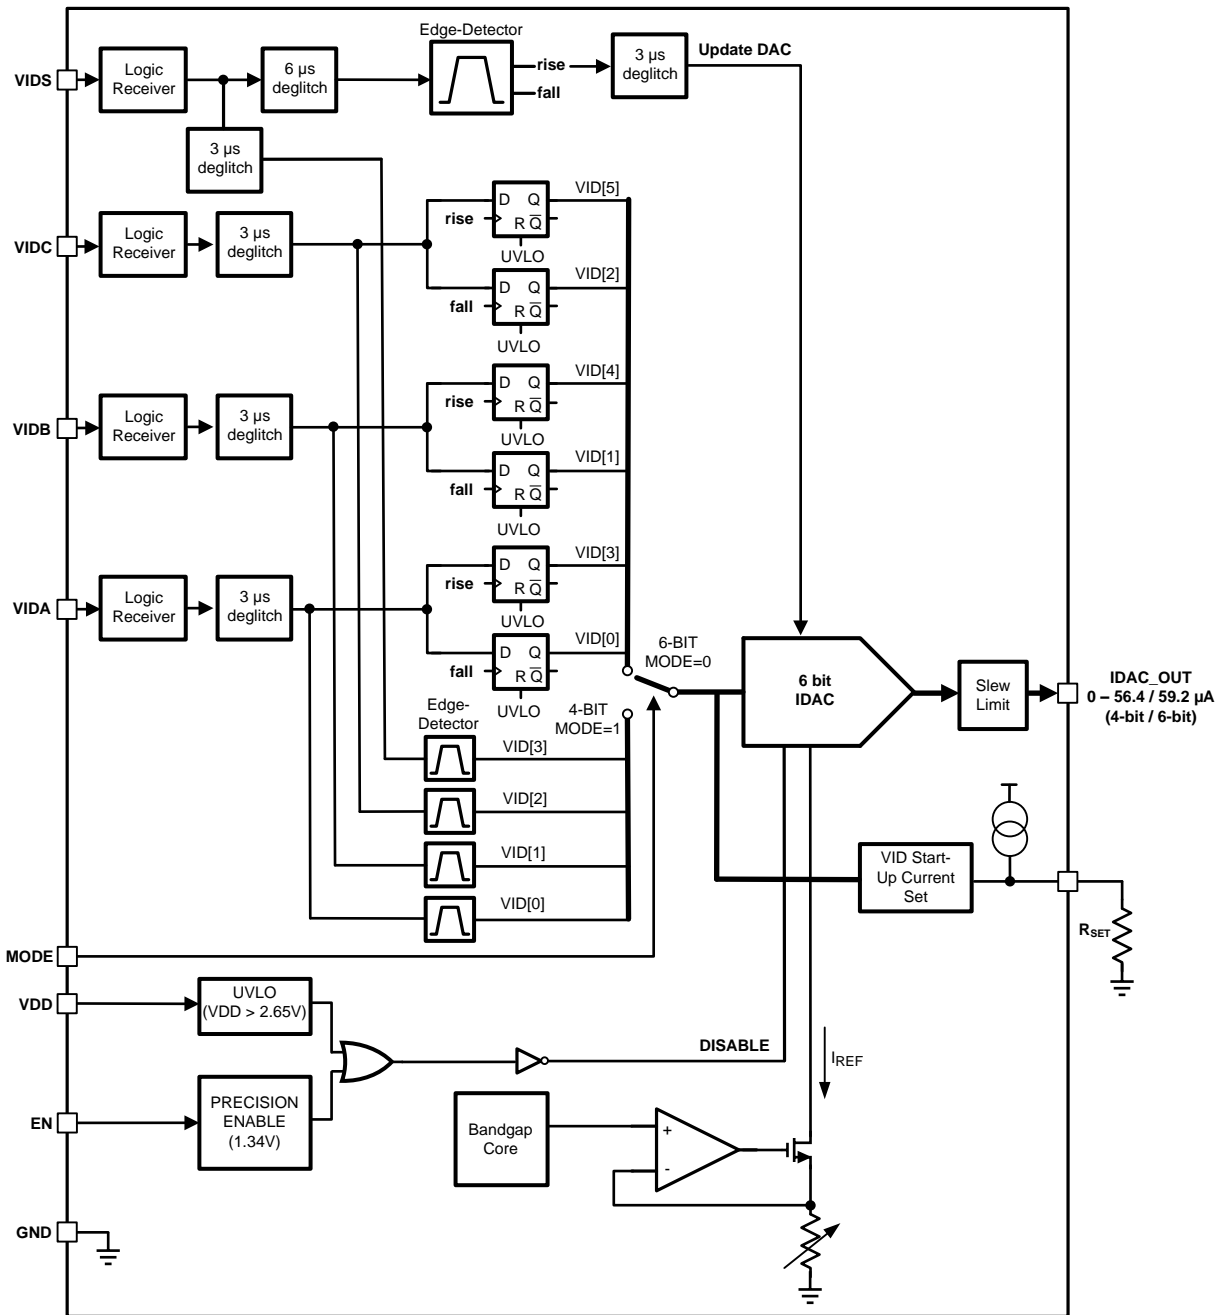 Edge-Detector
VIDS
Logic
Receiver
6 µs
deglitch
rise
fall
3 µs
deglitch
Update DAC
3 µs
deglitch
VIDC
Logic
Receiver
3 µs
deglitch
rise
D Q
R Q̅
UVLO
VID[5]
fall
D Q
R Q̅
UVLO
VID[2]
VIDB
Logic
Receiver
3 µs
deglitch
rise
D Q
R Q̅
UVLO
VID[4]
fall
D Q
R Q̅
UVLO
VID[1]
VIDA
Logic
Receiver
3 µs
deglitch
rise
D Q
R Q̅
UVLO
VID[3]
fall
D Q
R Q̅
UVLO
VID[0]
6-BIT
MODE=0
4-BIT
MODE=1
6 bit
IDAC
Slew
Limit
IDAC_OUT
0 – 56.4 / 59.2 µA
(4-bit / 6-bit)
Edge-
Detector
VID[3]
VID[2]
VID[1]
VID[0]
VID Start-
Up Current
Set
RSET
MODE
VDD
UVLO
(VDD > 2.65V)
DISABLE
IREF
EN
PRECISION
ENABLE
(1.34V)
Bandgap
Core
+
-
GND